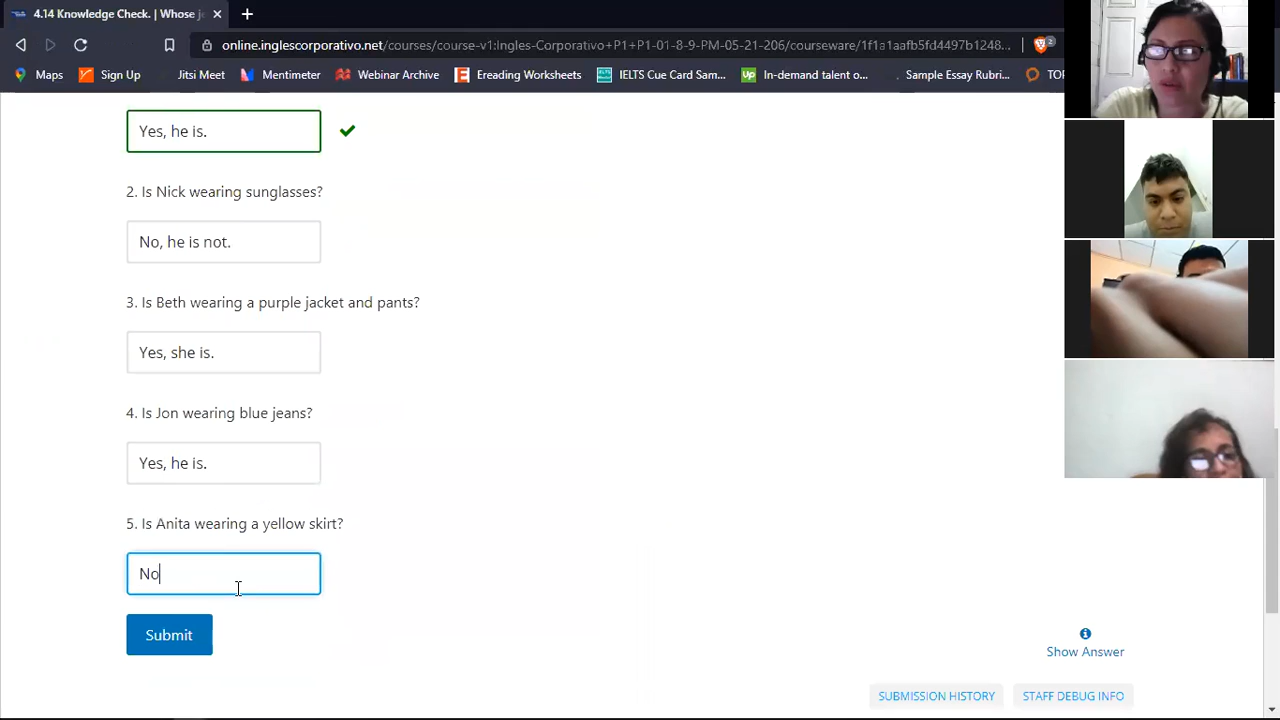 4.14 Knowledge Check. | Whose je
online.inglescorporativo.net/courses/course-v1:Ingles-Corporativo+P1+P1-01-8-9-PM-05-21-206/courseware/1f1a1aafb5fd4497b1248...
2
Maps Sign Up Jitsi Meet Mentimeter Webinar Archive Ereading Worksheets IELTS Cue Card Sam... In-demand talent... Simple Essay Rubri...
Yes, he is.
2. Is Nick wearing sunglasses?
No, he is not.
3. Is Beth wearing a purple jacket and pants?
Yes, she is.
4. Is Jon wearing blue jeans?
Yes, he is.
5. Is Anita wearing a yellow skirt?
No
Submit
Show Answer
SUBMISSION HISTORY STAFF DEBUG INFO